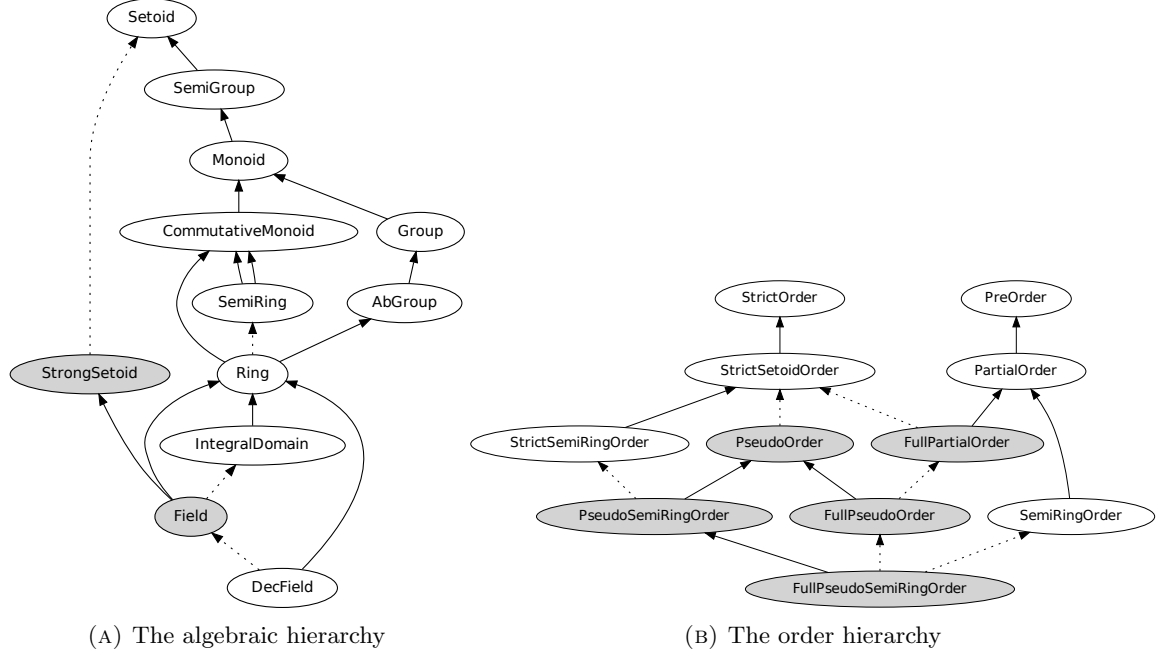 Setoid
SemiGroup
Monoid
CommutativeMonoid
Group
SemiRing
AbGroup
StrongSetoid
Ring
IntegralDomain
Field
DecField
(A) The algebraic hierarchy
StrictOrder
PreOrder
StrictSetoidOrder
PartialOrder
StrictSemiRingOrder
PseudoOrder
FullPartialOrder
PseudoSemiRingOrder
FullPseudoOrder
SemiRingOrder
FullPseudoSemiRingOrder
(B) The order hierarchy